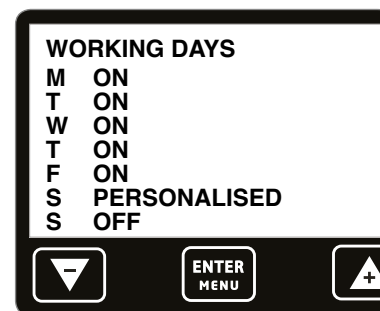 WORKING DAYS
M ON
T ON
W ON
T ON
F ON
S PERSONALISED
S OFF
- ENTER +
MENU